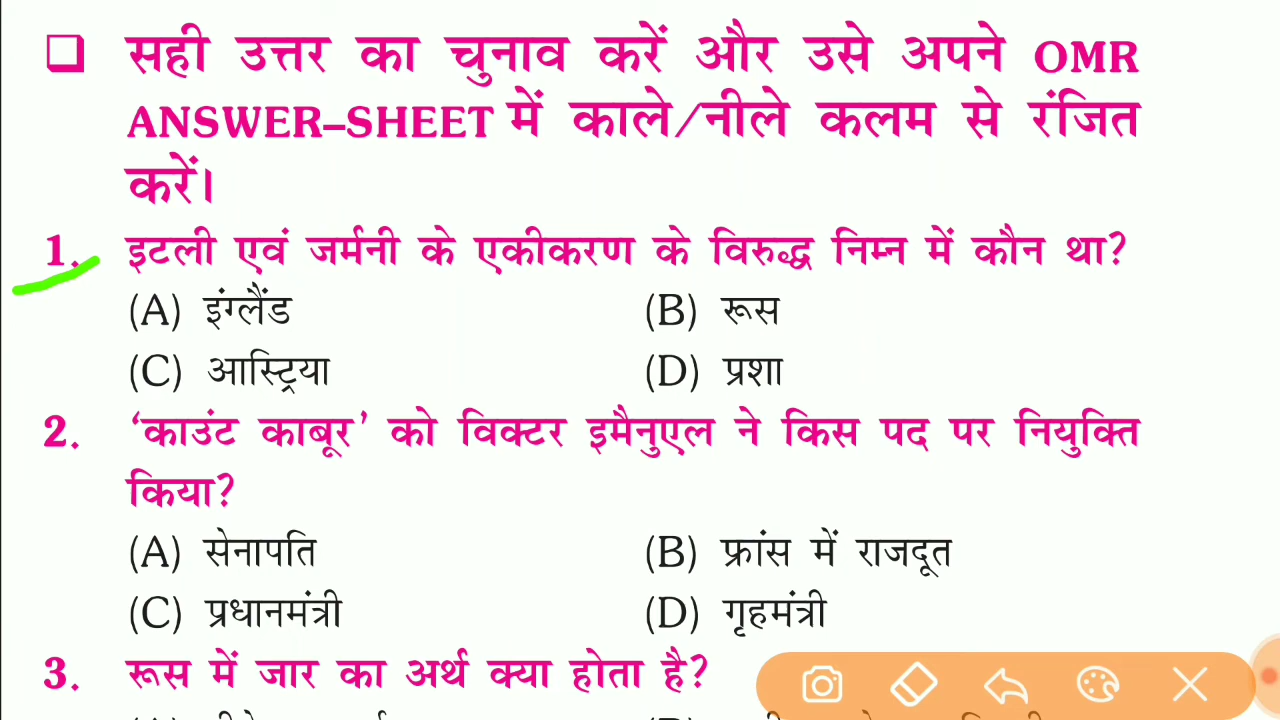 ❑ सही उत्तर का चुनाव करें और उसे अपने OMR
ANSWER–SHEET में काले/नीले कलम से रंजित
करें।
1. इटली एवं जर्मनी के एकीकरण के विरुद्ध निम्न में कौन था?
(A) इंग्लैंड (B) रूस
(C) आस्ट्रिया (D) प्रशा
2. ‘काउंट काबूर’ को विक्टर इमैनुएल ने किस पद पर नियुक्ति
किया?
(A) सेनापति (B) फ्रांस में राजदूत
(C) प्रधानमंत्री (D) गृहमंत्री
3. रूस में जार का अर्थ क्या होता है?